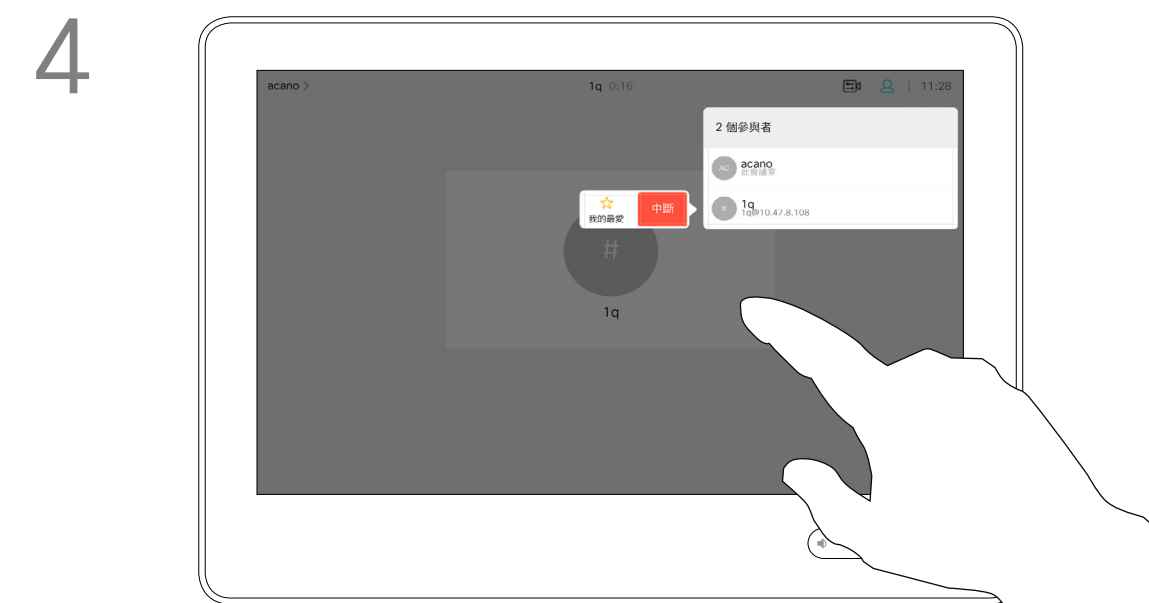 4
acano >
1q 0:16
11:28
2 個參與者
AC
acano
此會議室
我的最愛
中斷
#
1q
1q@10.47.8.108
#
1q